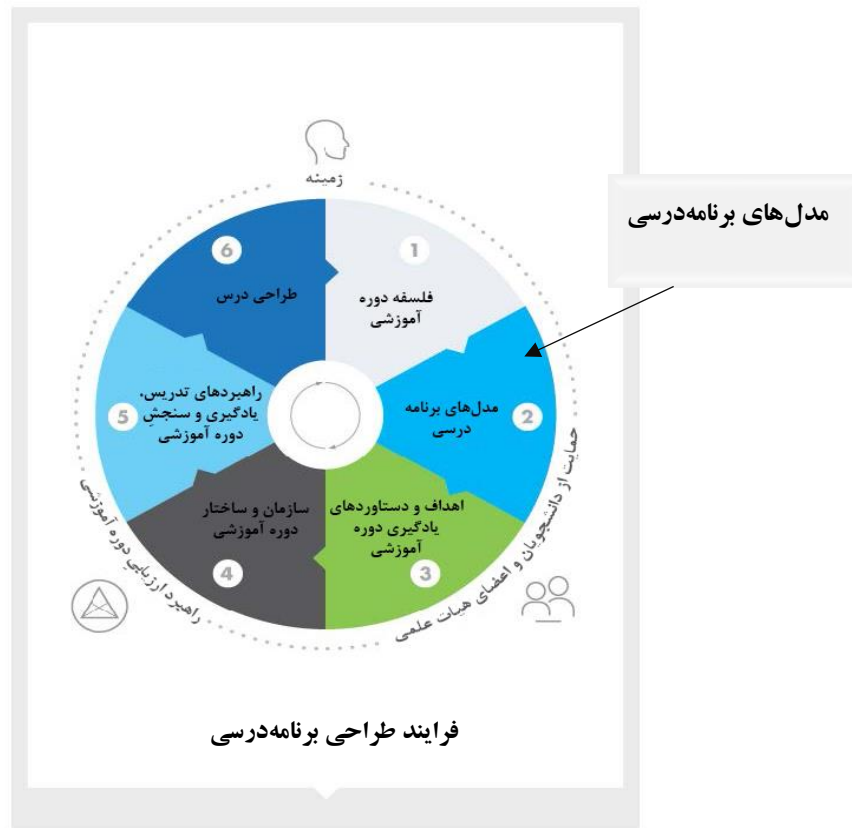 زمینه
مدل‌های برنامه‌درسی
1
فلسفه دوره
آموزشی
2
مدل‌های برنامه
درسی
3
اهداف و دستاوردهای
یادگیری دوره
آموزشی
4
سازمان و ساختار
دوره آموزشی
5
راهبردهای تدریس،
یادگیری و سنجش
دوره آموزشی
6
طراحی درس
حمایت از دانشجویان و اعضای هیات علمی
راهبرد ارزیابی دوره آموزشی
فرایند طراحی برنامه‌درسی